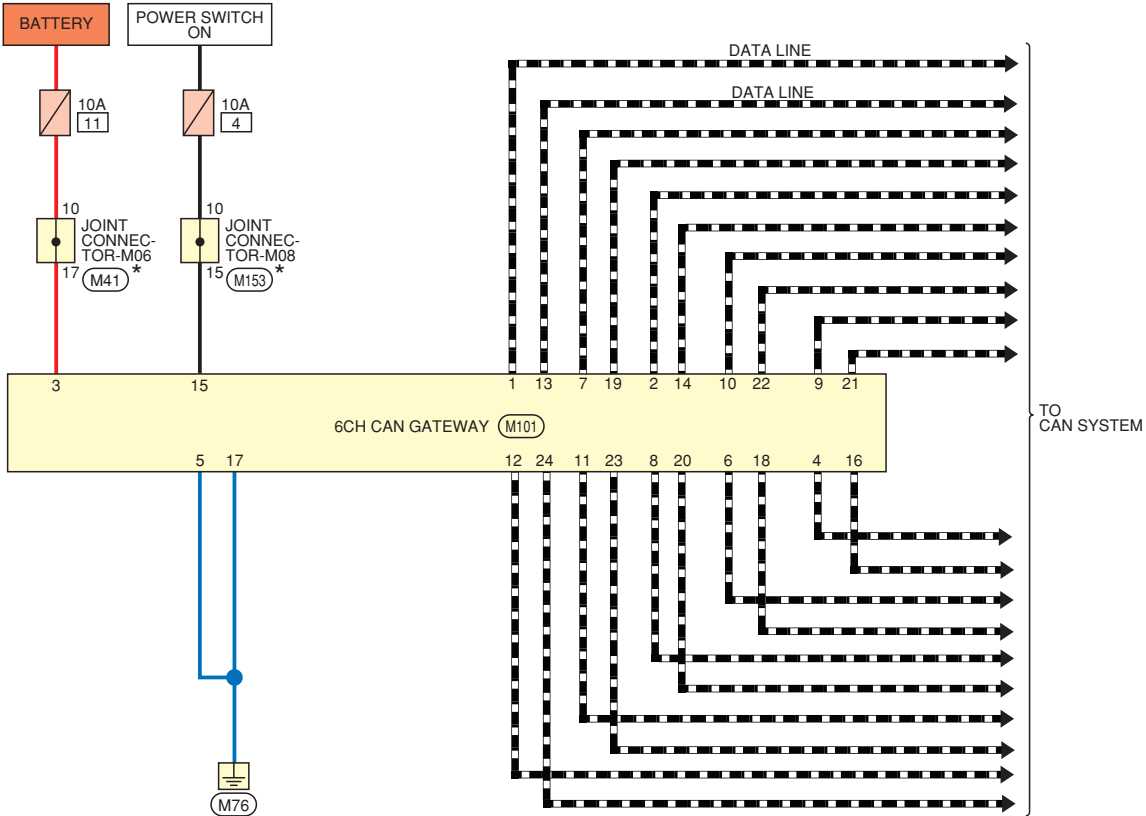 BATTERY
POWER SWITCH
ON
DATA LINE
DATA LINE
10A
11
10A
4
10
JOINT
CONNEC-
TOR-M06
17 M41 *
10
JOINT
CONNEC-
TOR-M08
15 M153 *
3 15 1 13 7 19 2 14 10 22 9 21
6CH CAN GATEWAY M101
TO
CAN SYSTEM
5 17 12 24 11 23 8 20 6 18 4 16
M76